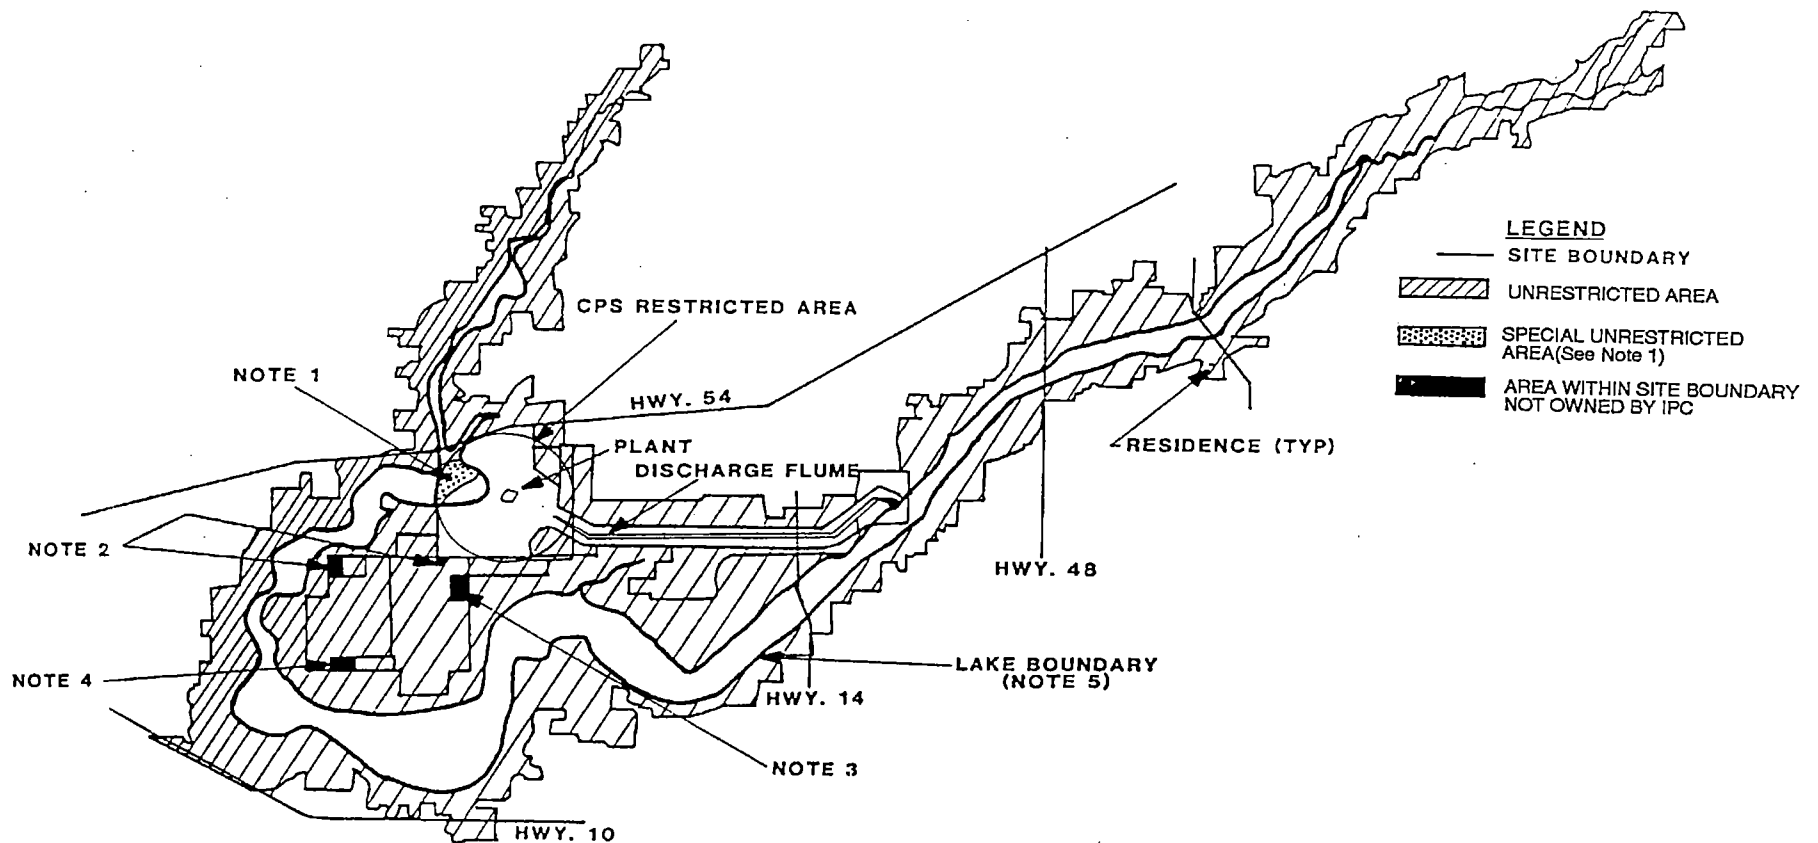 LEGEND
SITE BOUNDARY
UNRESTRICTED AREA
SPECIAL UNRESTRICTED
AREA(See Note 1)
AREA WITHIN SITE BOUNDARY
NOT OWNED BY IPC
CPS RESTRICTED AREA
NOTE 1
HWY. 54
PLANT
DISCHARGE FLUME
RESIDENCE (TYP)
NOTE 2
HWY. 48
NOTE 4
LAKE BOUNDARY
(NOTE 5)
HWY. 14
NOTE 3
HWY. 10